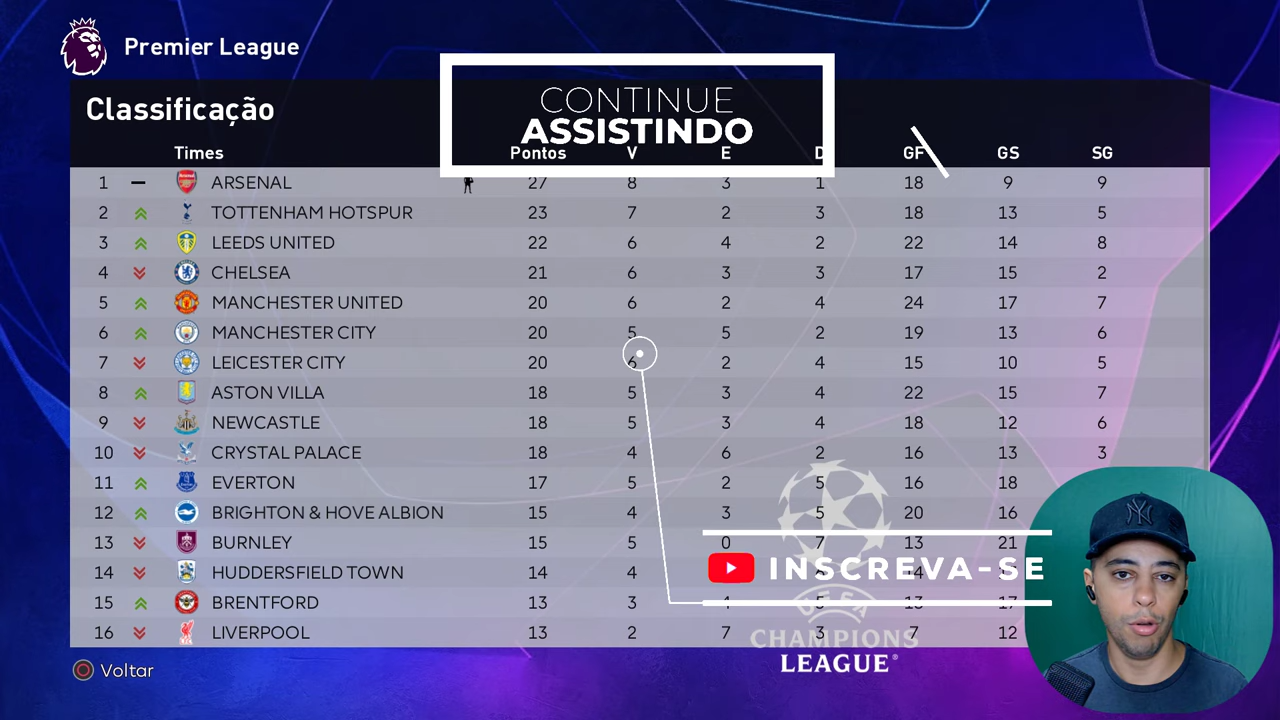 Premier League
Classificação
CONTINUE
ASSISTINDO
Times Pontos V E D GF GS SG
1 ARSENAL 27 8 3 1 18 9 9
2 TOTTENHAM HOTSPUR 23 7 2 3 18 13 5
3 LEEDS UNITED 22 6 4 2 22 14 8
4 CHELSEA 21 6 3 3 17 15 2
5 MANCHESTER UNITED 20 6 2 4 24 17 7
6 MANCHESTER CITY 20 5 5 2 19 13 6
7 LEICESTER CITY 20 6 2 4 15 10 5
8 ASTON VILLA 18 5 3 4 22 15 7
9 NEWCASTLE 18 5 3 4 18 12 6
10 CRYSTAL PALACE 18 4 6 2 16 13 3
11 EVERTON 17 5 2 5 16 18
12 BRIGHTON & HOVE ALBION 15 4 3 5 20 16
13 BURNLEY 15 5 0 7 13 21
14 HUDDERSFIELD TOWN 14 4 14
INSCREVA-SE
15 BRENTFORD 13 3 4 5 13 17
16 LIVERPOOL 13 2 7 3 7 12
UEFA
CHAMPIONS
LEAGUE
Voltar